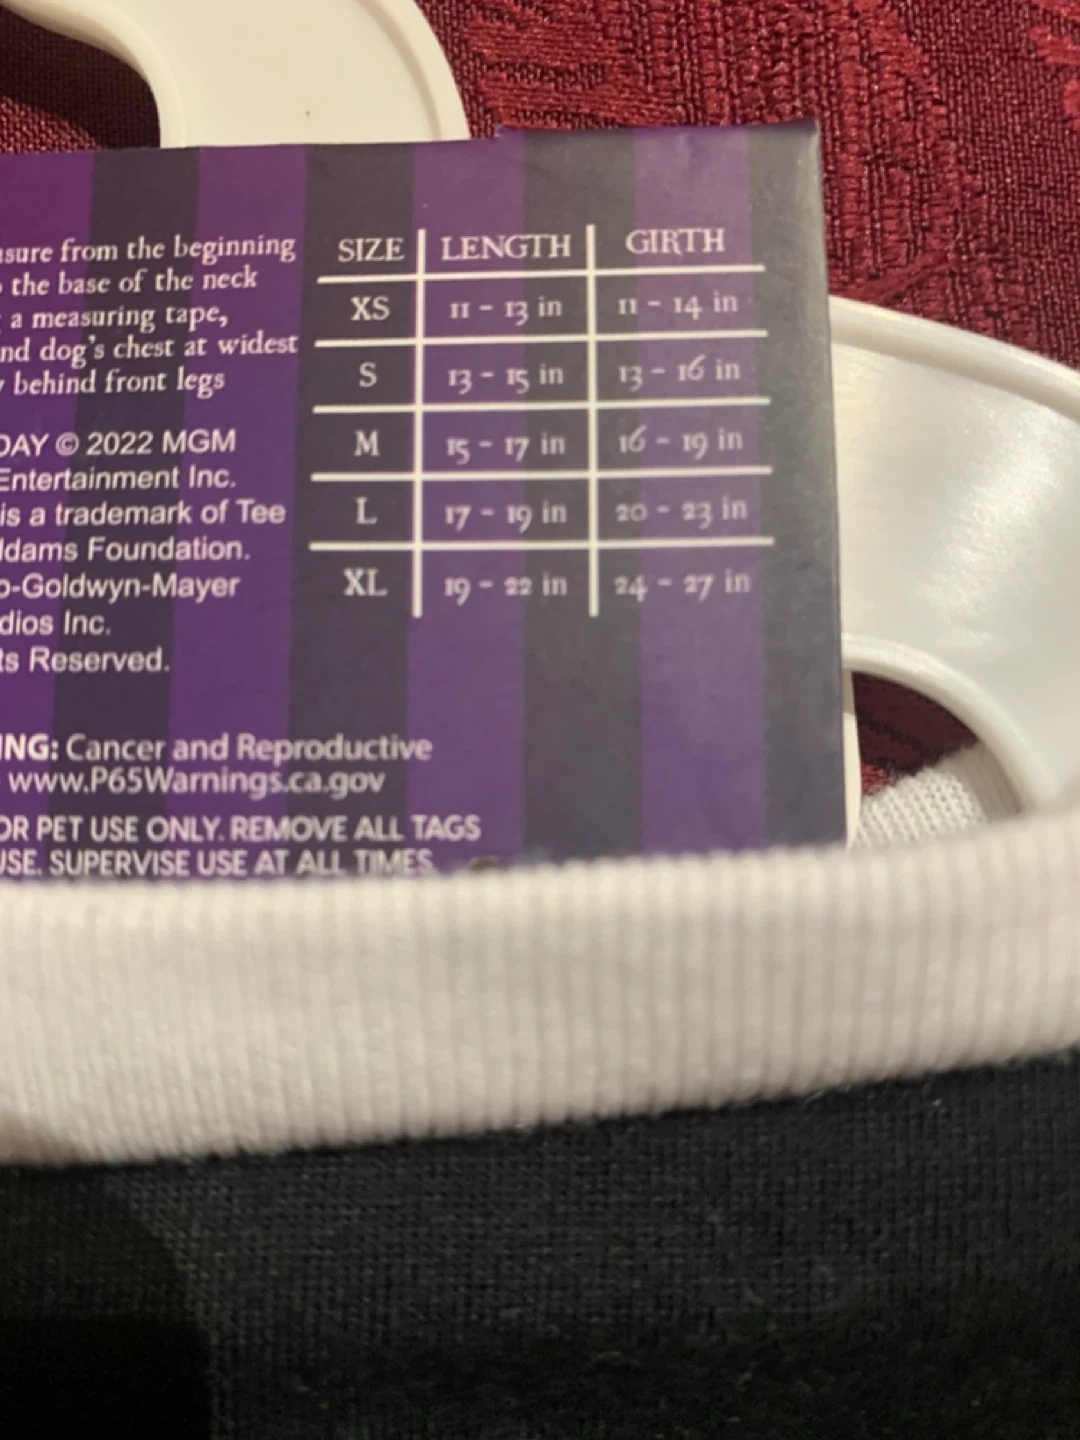 sure from the beginning
the base of the neck
a measuring tape,
nd dog's chest at widest
behind front legs
DAY © 2022 MGM
Entertainment Inc.
is a trademark of Tee
ddams Foundation.
o-Goldwyn-Mayer
dios Inc.
ts Reserved.
SIZE LENGTH GIRTH
XS 11 - 13 in 11 - 14 in
S 13 - 15 in 13 - 16 in
M 15 - 17 in 16 - 19 in
L 17 - 19 in 20 - 23 in
XL 19 - 22 in 24 - 27 in
ING: Cancer and Reproductive
www.P65Warnings.ca.gov
OR PET USE ONLY. REMOVE ALL TAGS
USE. SUPERVISE USE AT ALL TIMES.